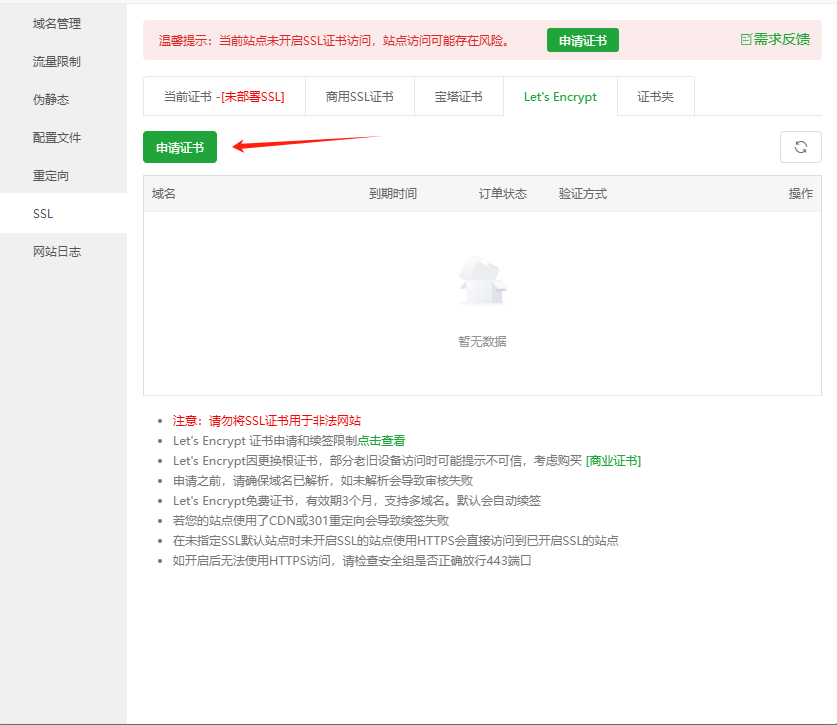 域名管理
流量限制
伪静态
配置文件
重定向
SSL
网站日志
温馨提示：当前站点未开启SSL证书访问，站点访问可能存在风险。 申请证书 需求反馈
当前证书 -[未部署SSL] 商用SSL证书 宝塔证书 Let's Encrypt 证书夹
申请证书
域名 到期时间 订单状态 验证方式 操作
暂无数据
注意：请勿将SSL证书用于非法网站
Let's Encrypt 证书申请和续签限制点击查看
Let's Encrypt因更换根证书，部分老旧设备访问时可能提示不可信，考虑购买 [商业证书]
申请之前，请确保域名已解析，如未解析会导致审核失败
Let's Encrypt免费证书，有效期3个月，支持多域名。默认会自动续签
若您的站点使用了CDN或301重定向会导致续签失败
在未指定SSL默认站点时未开启SSL的站点使用HTTPS会直接访问到已开启SSL的站点
如开启后无法使用HTTPS访问，请检查安全组是否正确放行443端口